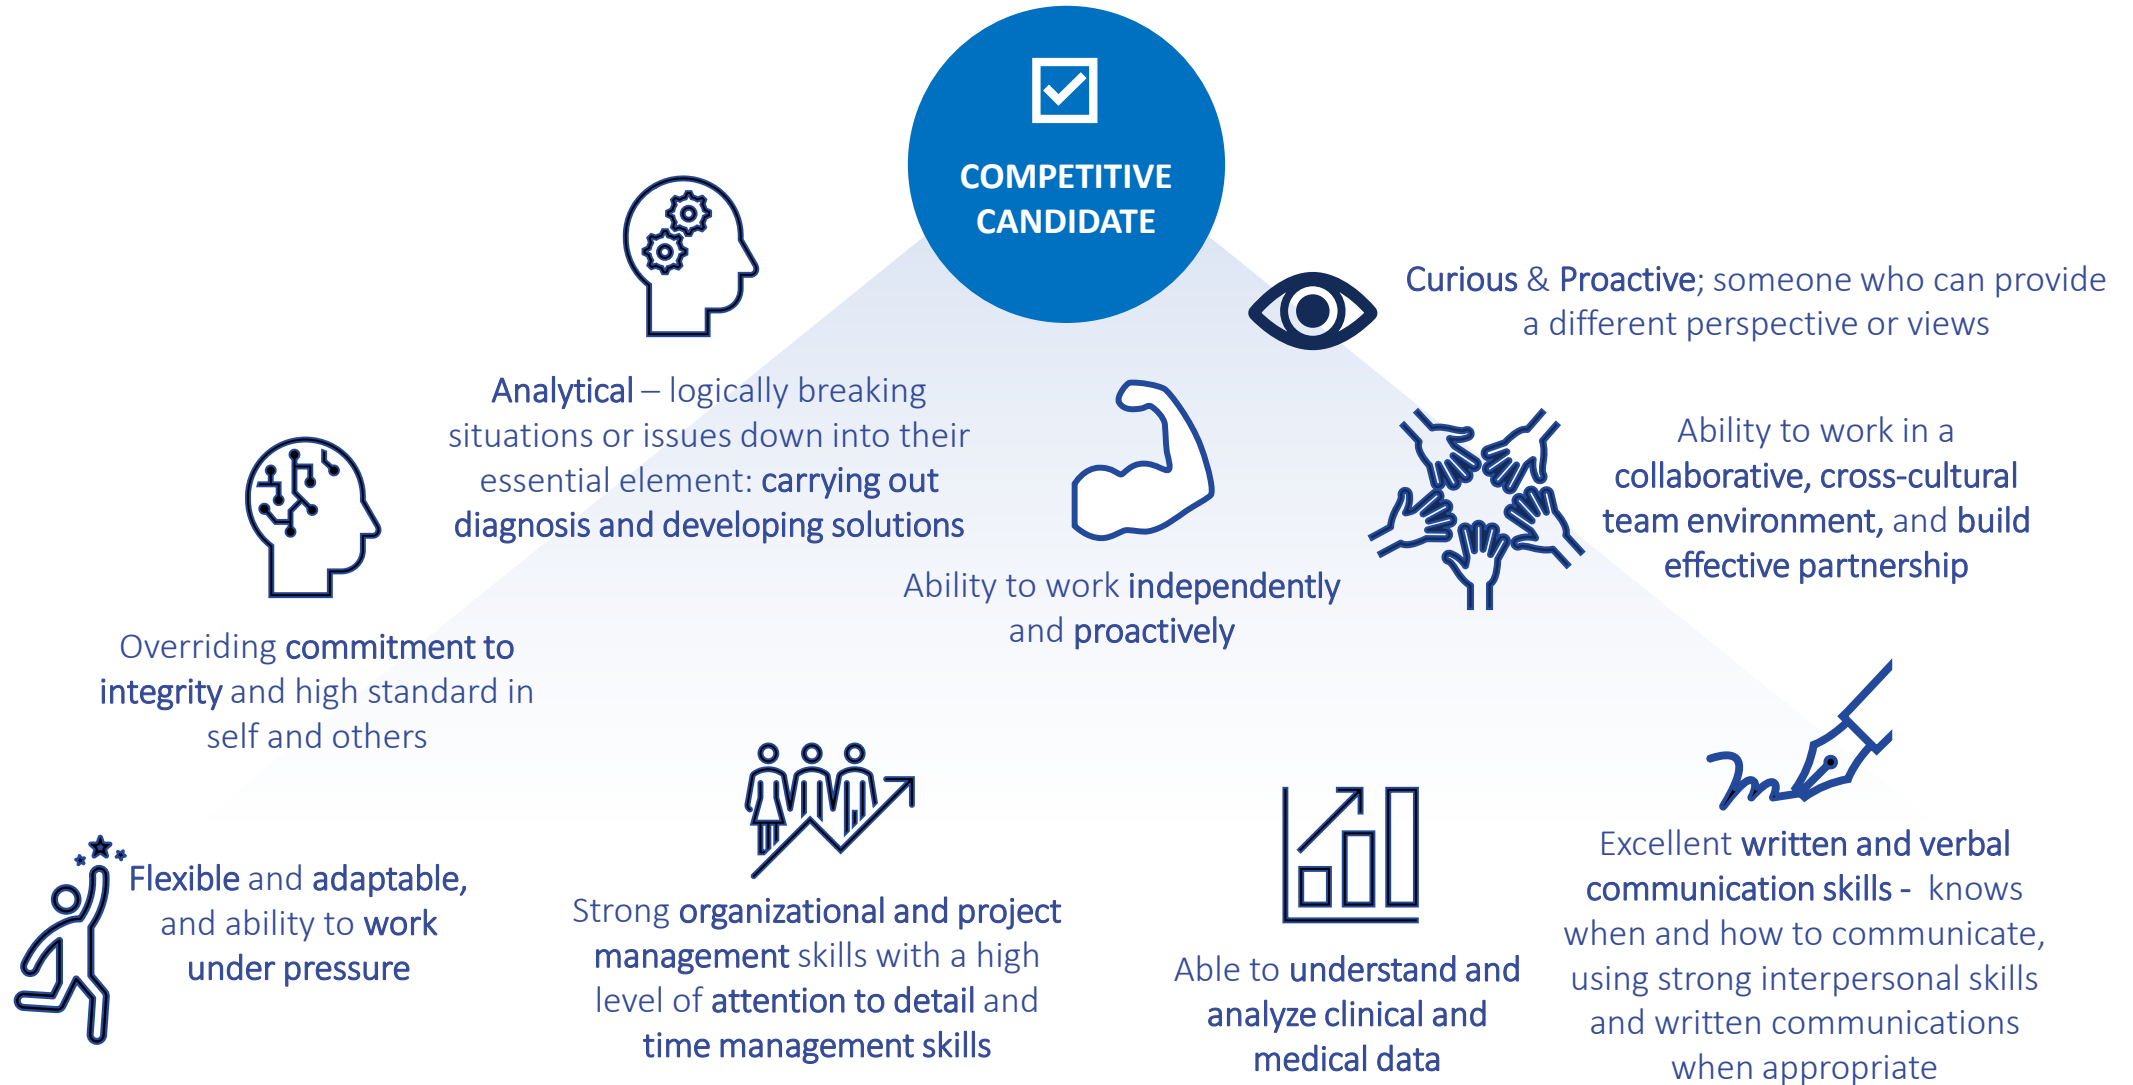 COMPETITIVE
CANDIDATE
Curious & Proactive; someone who can provide
a different perspective or views
Analytical – logically breaking
situations or issues down into their
essential element: carrying out
diagnosis and developing solutions
Ability to work in a
collaborative, cross-cultural
team environment, and build
effective partnership
Ability to work independently
and proactively
Overriding commitment to
integrity and high standard in
self and others
Flexible and adaptable,
and ability to work
under pressure
Strong organizational and project
management skills with a high
level of attention to detail and
time management skills
Able to understand and
analyze clinical and
medical data
Excellent written and verbal
communication skills - knows
when and how to communicate,
using strong interpersonal skills
and written communications
when appropriate